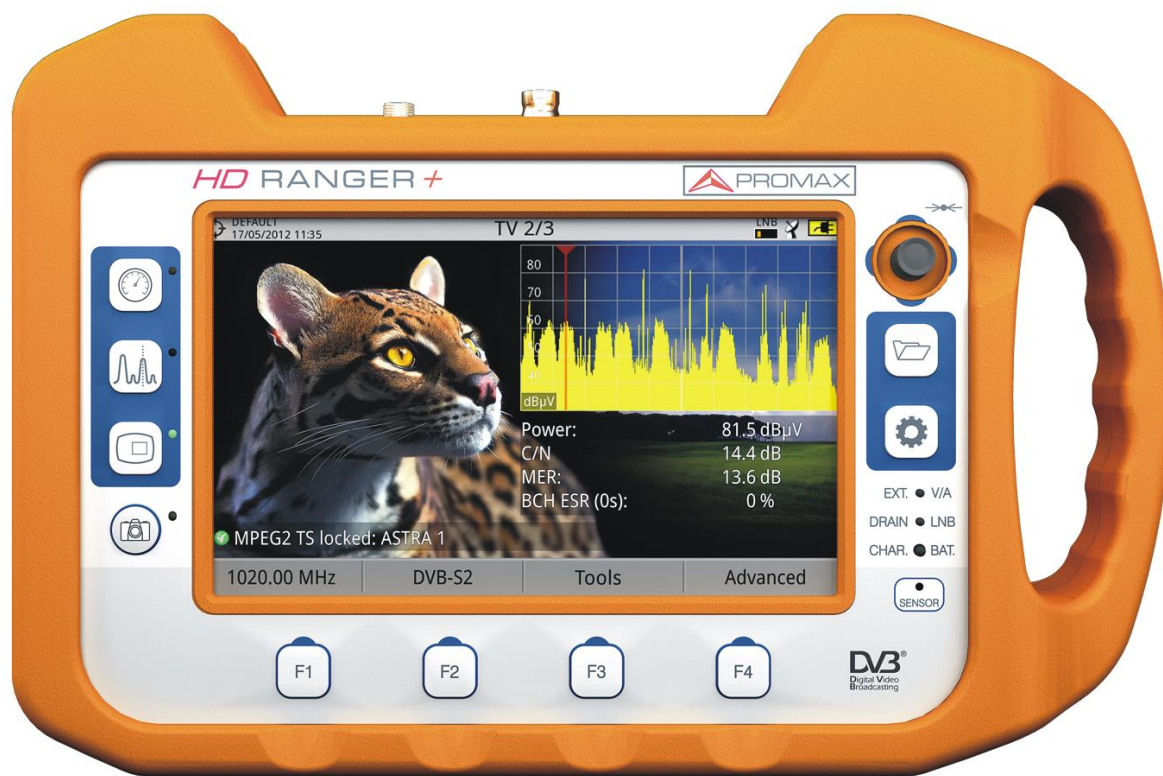 HD RANGER +
PROMAX
DEFAULT
17/05/2012 11:35
TV 2/3
LNB
80
70
60
dBµV
Power: 81.5 dBµV
C/N 14.4 dB
MER: 13.6 dB
BCH ESR (0s): 0 %
MPEG2 TS locked: ASTRA 1
1020.00 MHz DVB-S2 Tools Advanced
EXT. V/A
DRAIN LNB
CHAR. BAT.
SENSOR
F1 F2 F3 F4
DVB®
Digital Video
Broadcasting